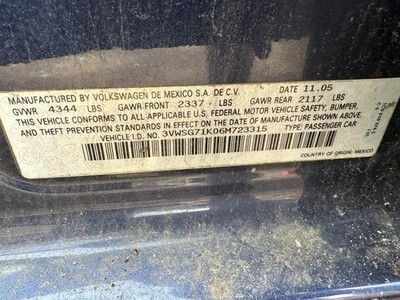 MFD. BY VOLKSWAGEN DE MEXICO S.A. DE C.V. DATE 11.05
GVWR 4344 LBS GAWR FRONT 2337 LBS GAWR REAR 2117 LBS
THIS VEHICLE CONFORMS TO ALL APPLICABLE FEDERAL MOTOR VEHICLE SAFETY, BUMPER,
AND THEFT PREVENTION STANDARDS IN EFFECT ON THE DATE OF MANUFACTURE SHOWN ABOVE.
VEHICLE I.D. NO.: 3VWSG71K06M723315 TYPE: PASSENGER CAR
COUNTRY OF ORIGIN: MEXICO